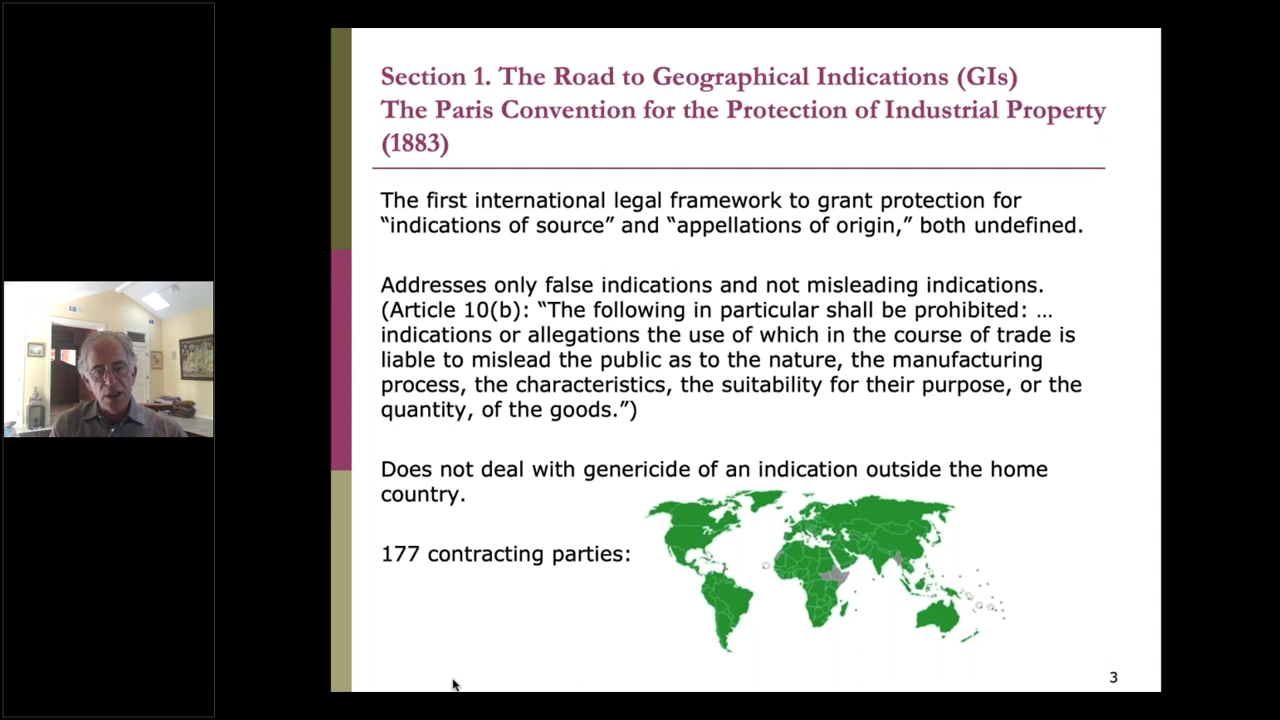 Section 1. The Road to Geographical Indications (GIs)
The Paris Convention for the Protection of Industrial Property
(1883)
The first international legal framework to grant protection for
“indications of source” and “appellations of origin,” both undefined.
Addresses only false indications and not misleading indications.
(Article 10(b): “The following in particular shall be prohibited: …
indications or allegations the use of which in the course of trade is
liable to mislead the public as to the nature, the manufacturing
process, the characteristics, the suitability for their purpose, or the
quantity, of the goods.”)
Does not deal with genericide of an indication outside the home
country.
177 contracting parties:
3